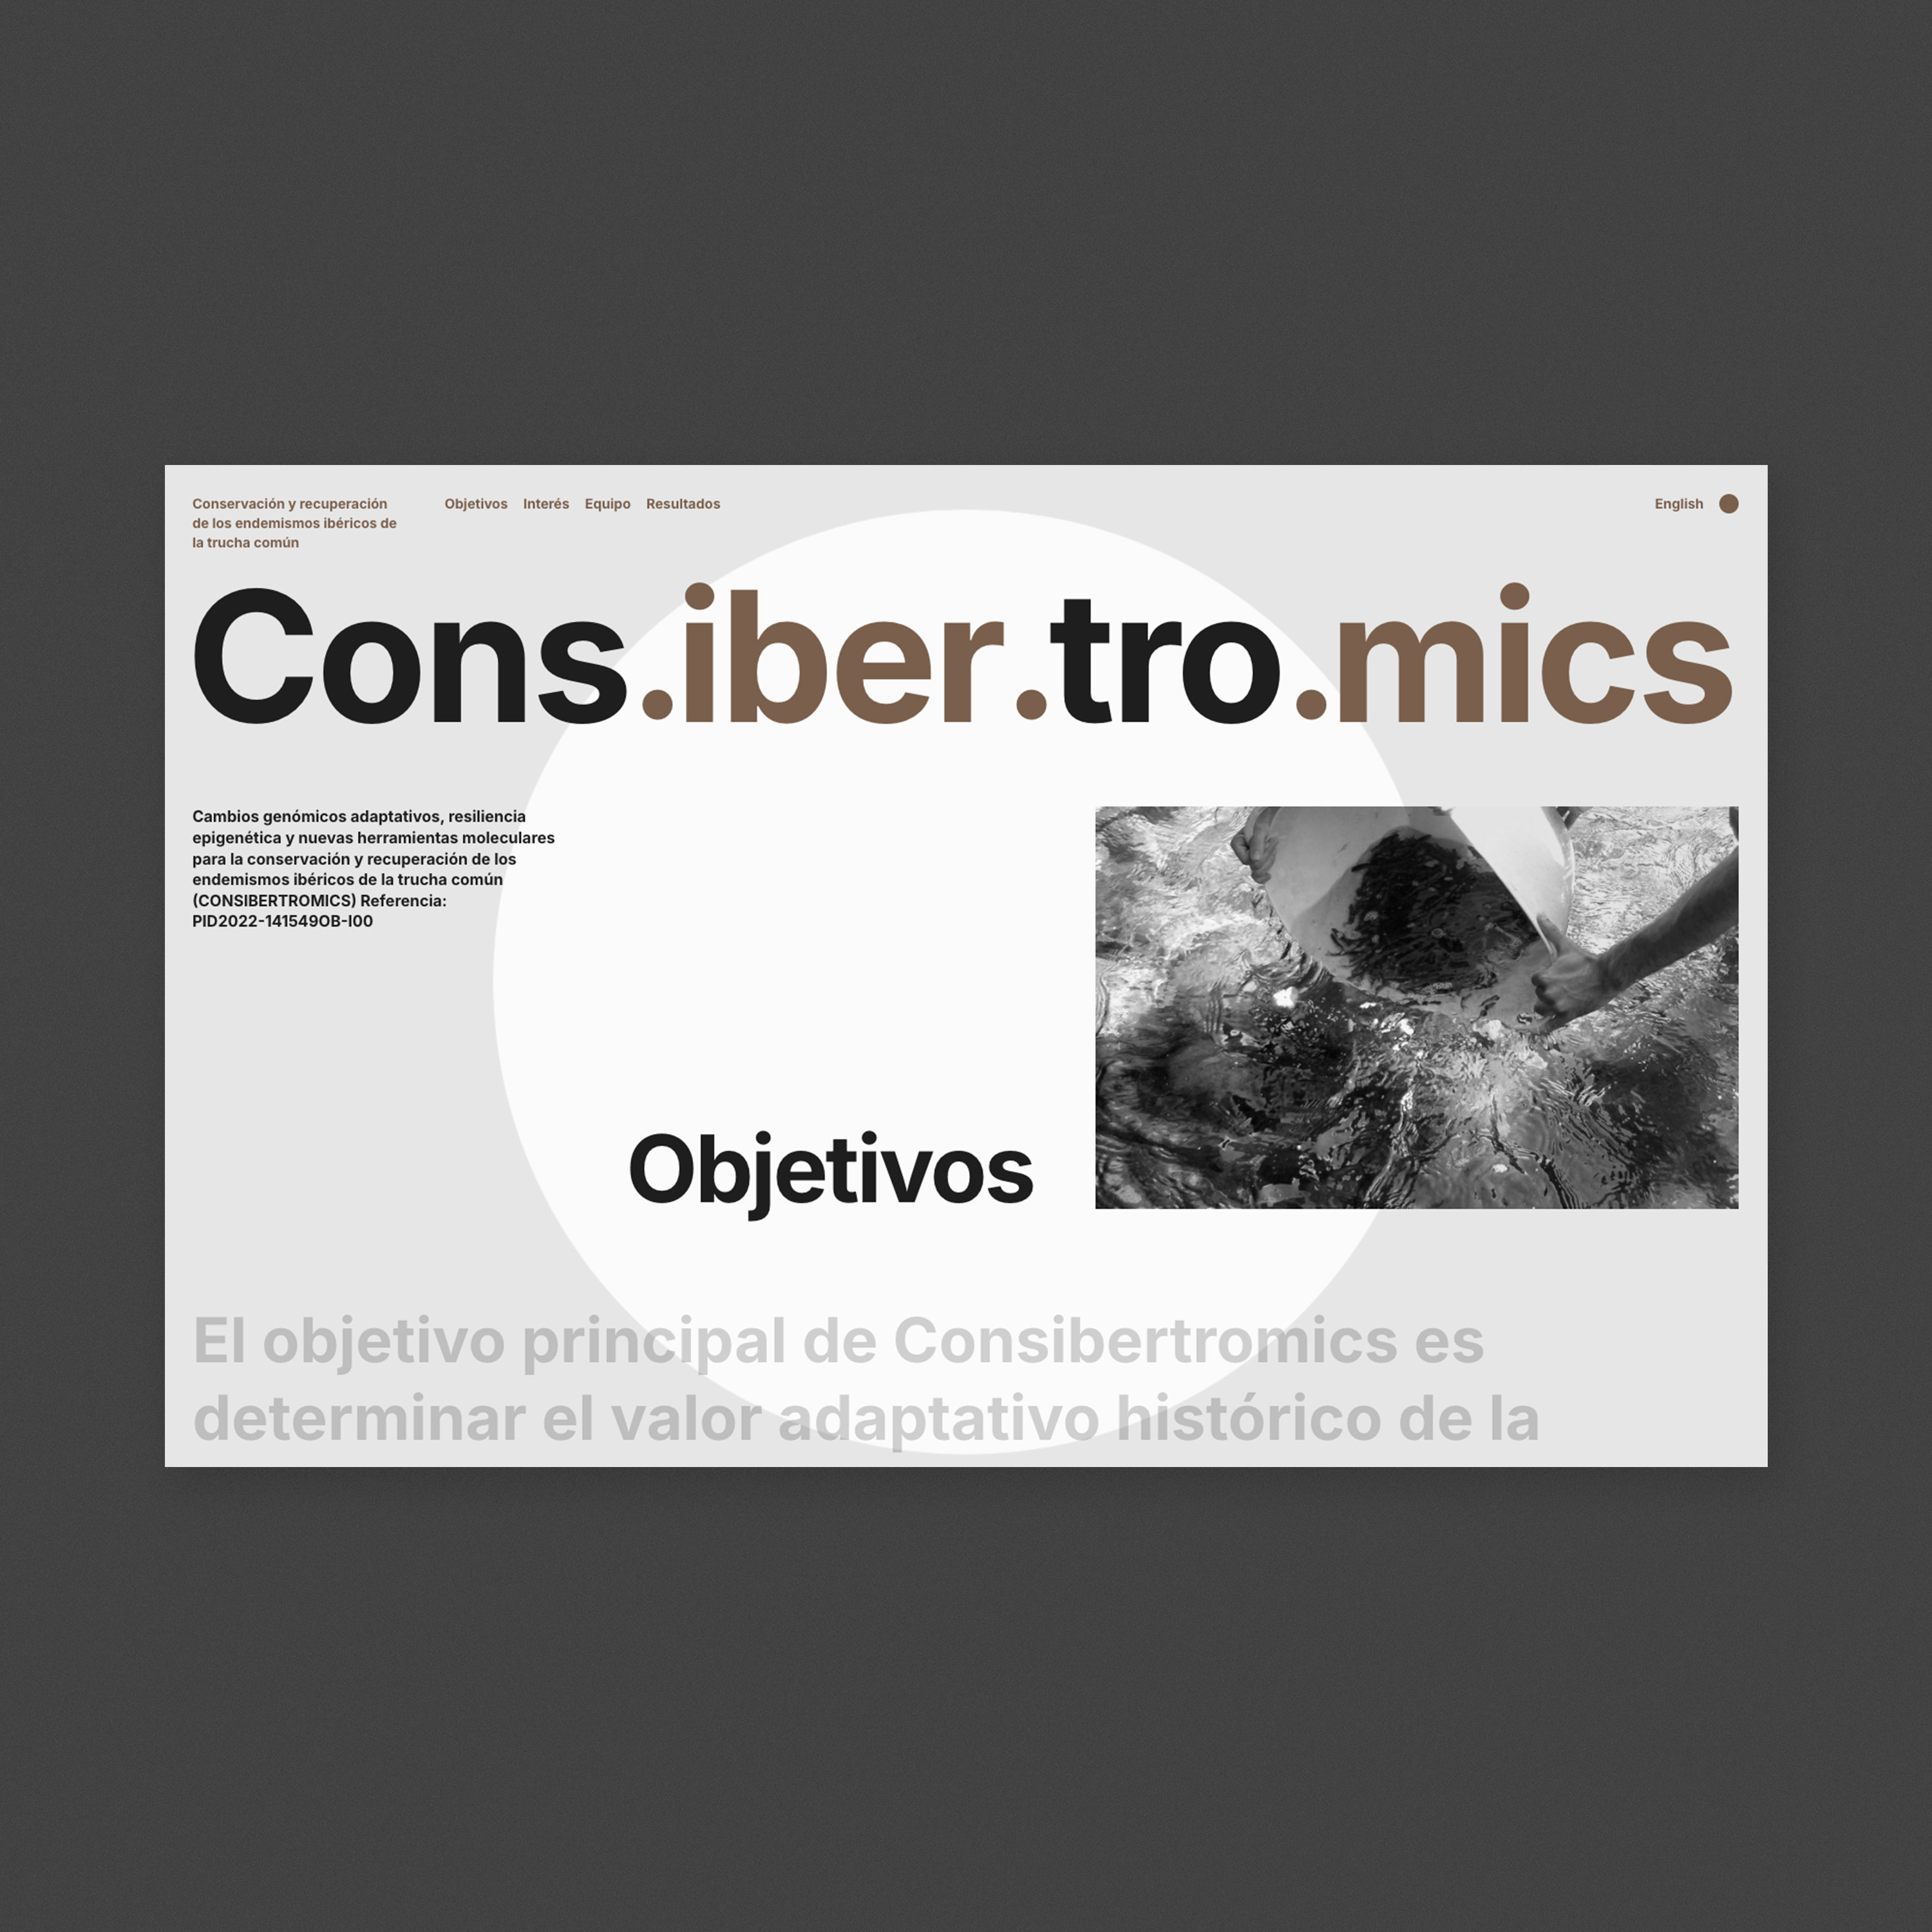 Conservación y recuperación
de los endemismos ibéricos de
la trucha común
Objetivos Interés Equipo Resultados
English
Cons.iber.tro.mics
Cambios genómicos adaptativos, resiliencia
epigenética y nuevas herramientas moleculares
para la conservación y recuperación de los
endemismos ibéricos de la trucha común
(CONSIBERTROMICS) Referencia:
PID2022-141549OB-I00
Objetivos
El objetivo principal de Consibertromics es
determinar el valor adaptativo histórico de la